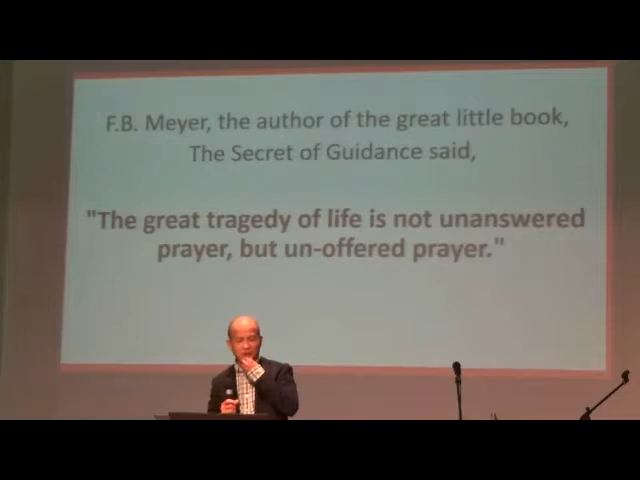 F.B. Meyer, the author of the great little book,
The Secret of Guidance said,
"The great tragedy of life is not unanswered
prayer, but un-offered prayer."